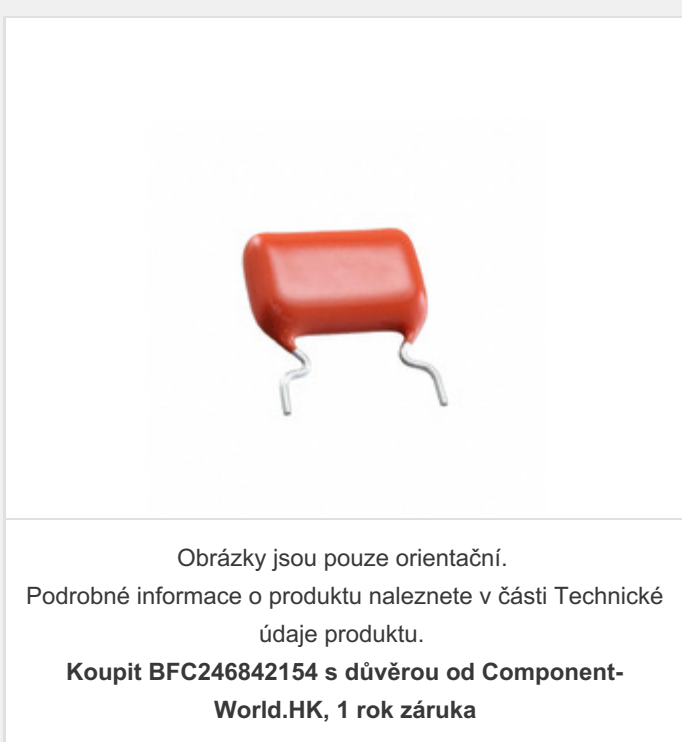 Obrázky jsou pouze orientační.
Podrobné informace o produktu naleznete v části Technické
údaje produktu.
Koupit BFC246842154 s důvěrou od Component-
World.HK, 1 rok záruka